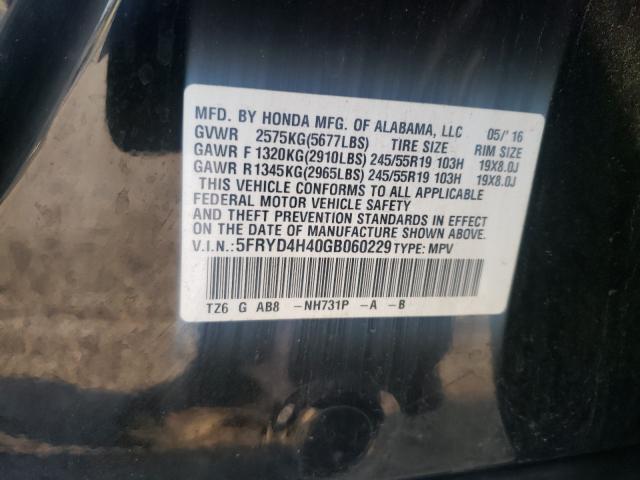 MFD. BY HONDA MFG. OF ALABAMA, LLC 05/'16
GVWR 2575KG(5677LBS) TIRE SIZE RIM SIZE
GAWR F 1320KG(2910LBS) 245/55R19 103H 19X8.0J
GAWR R 1345KG(2965LBS) 245/55R19 103H 19X8.0J
THIS VEHICLE CONFORMS TO ALL APPLICABLE
FEDERAL MOTOR VEHICLE SAFETY
AND THEFT PREVENTION STANDARDS IN EFFECT
ON THE DATE OF MANUFACTURE SHOWN ABOVE.
V.I.N.:5FRYD4H40GB060229 TYPE: MPV
TZ6 G AB8 -NH731P -A -B